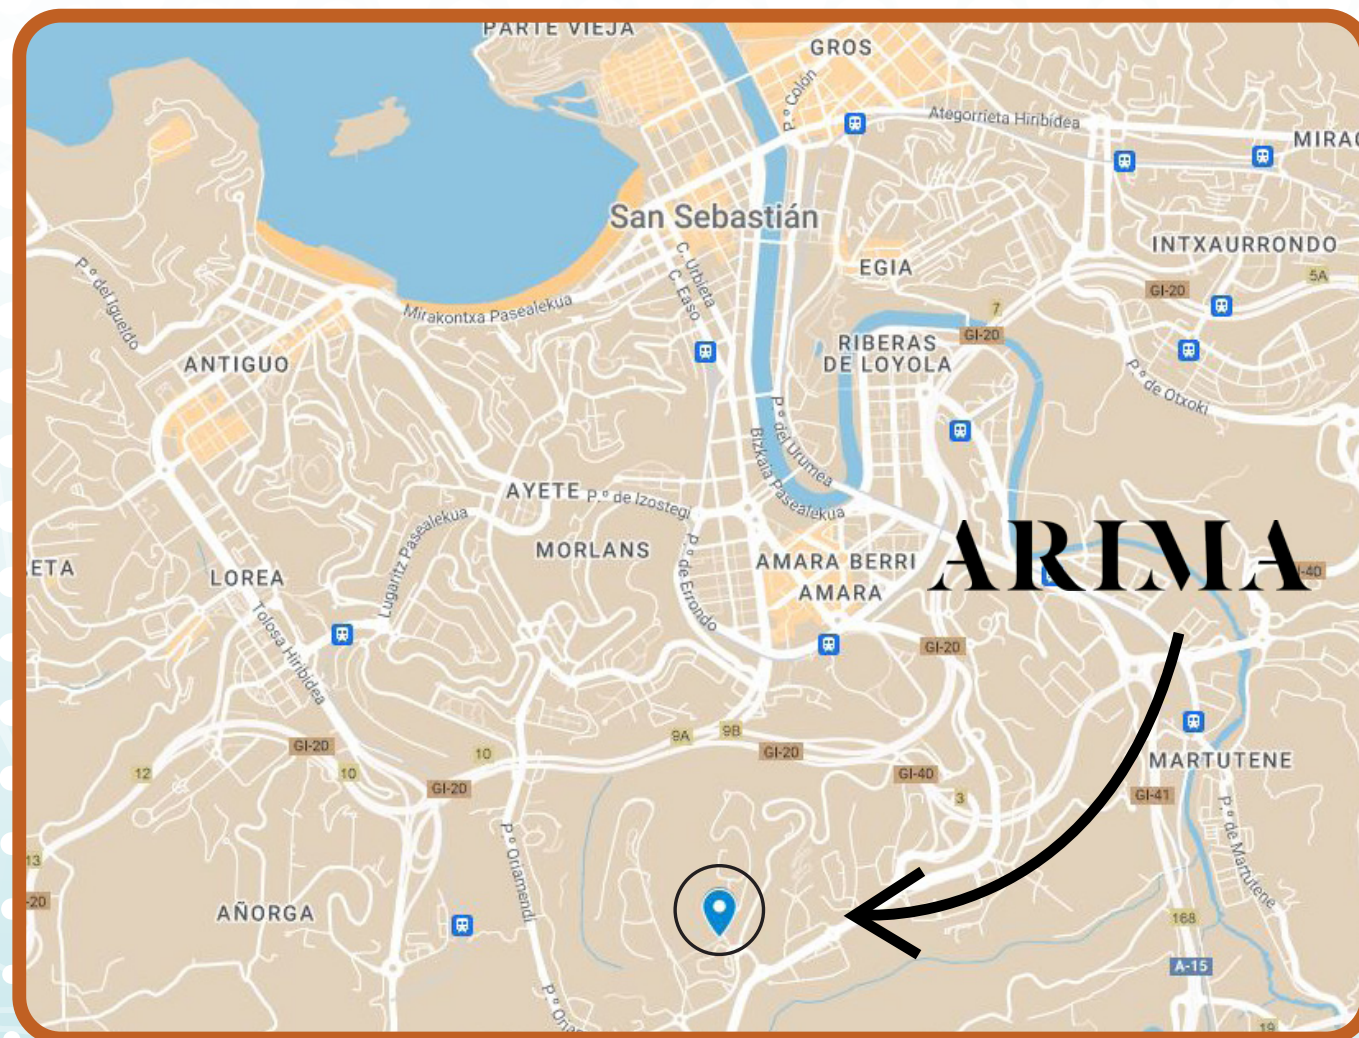 PARTE VIEJA
GROS
P.º Colón
Ategorrieta Hiribidea
MIRAC
San Sebastián
INTXAURRONDO
C. Urbieta
C. Easo
EGIA
5A
GI-20
P.º del Igueldo
Mirakontxa Pasealekua
7
GI-20
RIBERAS
DE LOYOLA
ANTIGUO
P.º de Otxoki
P.º del Urumea
Bizkaia Pasealekua
AYETE
P.º de Izostegi
Lugaritz Pasealekua
MORLANS
P.º de Errondo
AMARA BERRI
AMARA
ARIMA
-40
ETA
LOREA
Tolosa Hiribidea
GI-20
9A
9B
GI-20
GI-20
10
10
12
GI-20
GI-40
3
MARTUTENE
GI-41
P.º de Martutene
P.º Oriamendi
13
-20
AÑORGA
168
A-15
P.º Oria
19